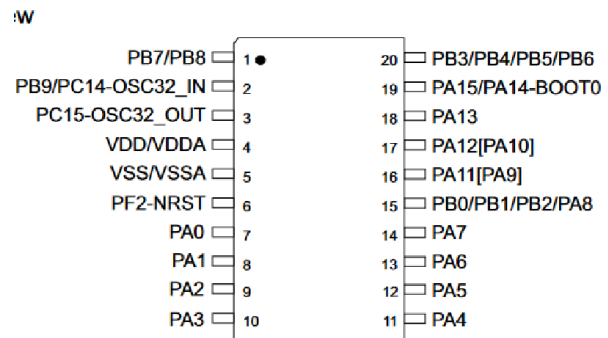 ew
PB7/PB8 1 20 PB3/PB4/PB5/PB6
PB9/PC14-OSC32_IN 2 19 PA15/PA14-BOOT0
PC15-OSC32_OUT 3 18 PA13
VDD/VDDA 4 17 PA12[PA10]
VSS/VSSA 5 16 PA11[PA9]
PF2-NRST 6 15 PB0/PB1/PB2/PA8
PA0 7 14 PA7
PA1 8 13 PA6
PA2 9 12 PA5
PA3 10 11 PA4